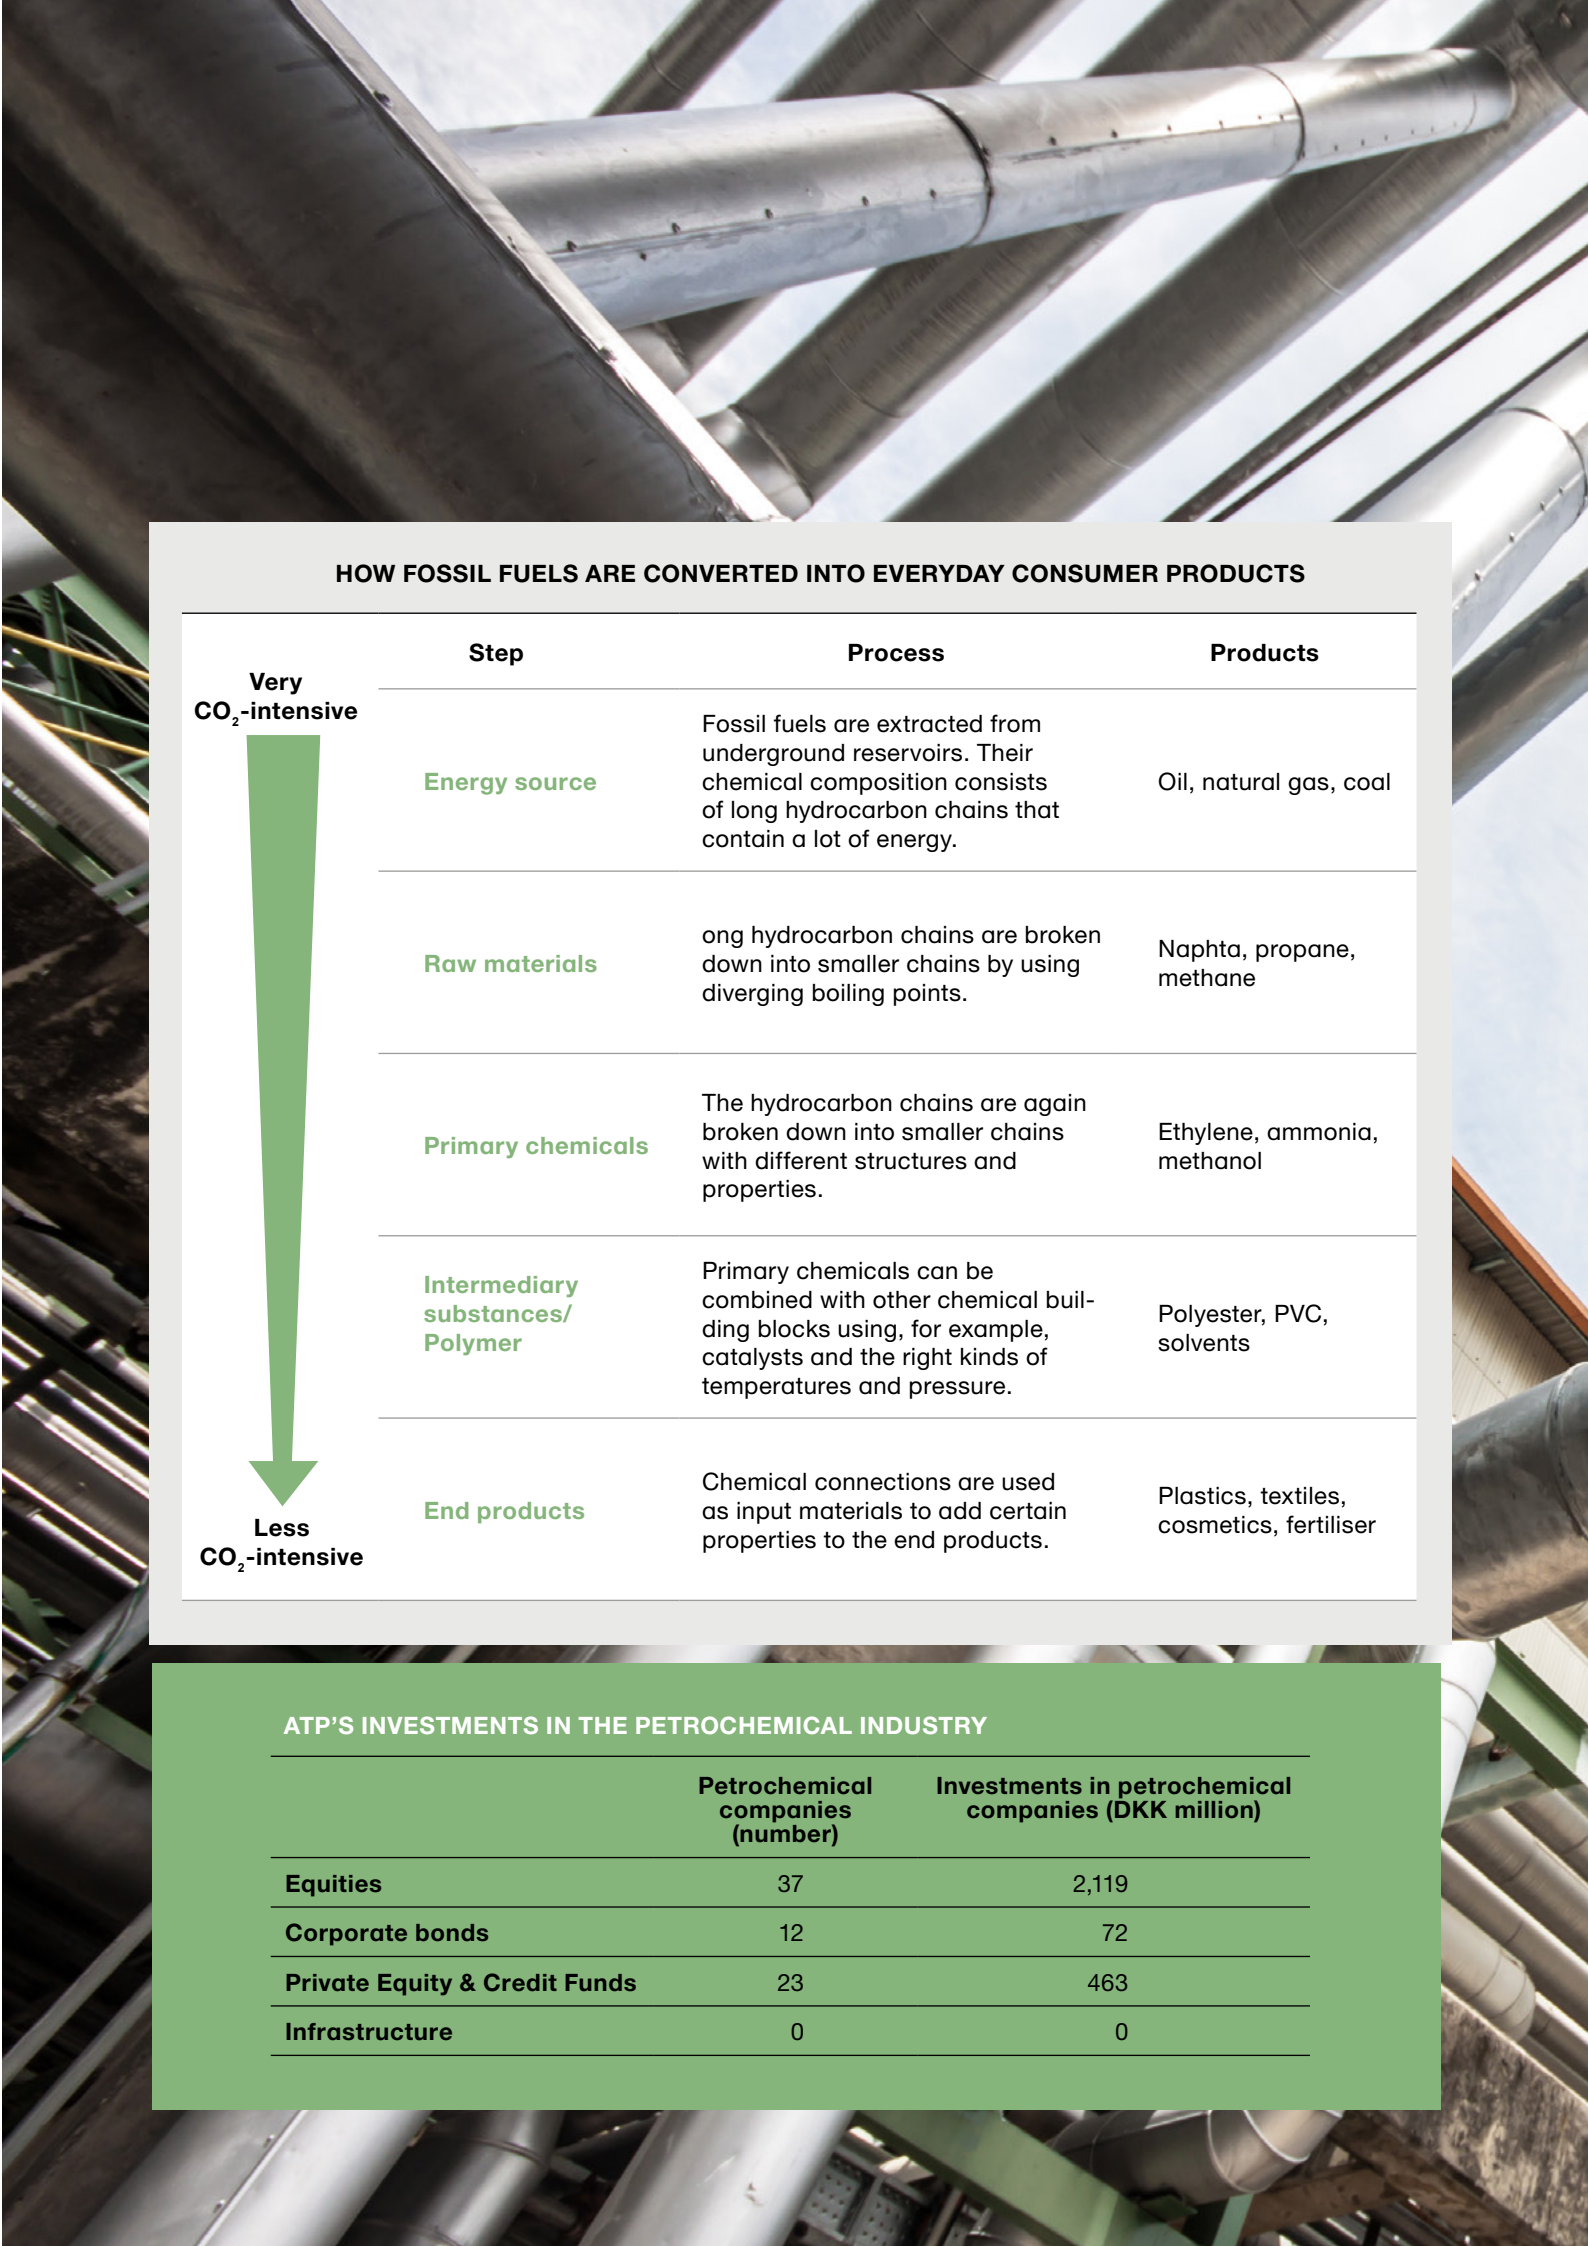 HOW FOSSIL FUELS ARE CONVERTED INTO EVERYDAY CONSUMER PRODUCTS
Step
Process
Products
Very
CO₂-intensive
Energy source
Fossil fuels are extracted from
underground reservoirs. Their
chemical composition consists
of long hydrocarbon chains that
contain a lot of energy.
Oil, natural gas, coal
Raw materials
ong hydrocarbon chains are broken
down into smaller chains by using
diverging boiling points.
Naphta, propane,
methane
Primary chemicals
The hydrocarbon chains are again
broken down into smaller chains
with different structures and
properties.
Ethylene, ammonia,
methanol
Intermediary
substances/
Polymer
Primary chemicals can be
combined with other chemical buil-
ding blocks using, for example,
catalysts and the right kinds of
temperatures and pressure.
Polyester, PVC,
solvents
End products
Chemical connections are used
as input materials to add certain
properties to the end products.
Plastics, textiles,
cosmetics, fertiliser
Less
CO₂-intensive
ATP'S INVESTMENTS IN THE PETROCHEMICAL INDUSTRY
Petrochemical
companies
(number)
Investments in petrochemical
companies (DKK million)
Equities 37 2,119
Corporate bonds 12 72
Private Equity & Credit Funds 23 463
Infrastructure 0 0